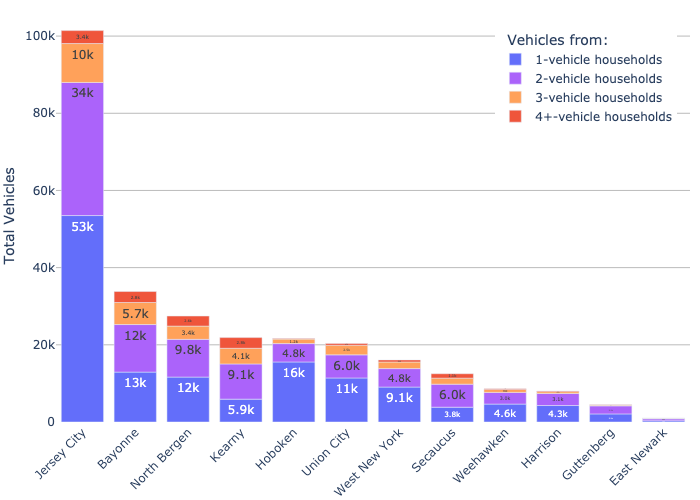 Vehicles from:
1-vehicle households
2-vehicle households
3-vehicle households
4+-vehicle households
Total Vehicles
100k
80k
60k
40k
20k
0
3.4k
10k
34k
53k
5.7k
12k
13k
3.4k
9.8k
12k
4.1k
9.1k
5.9k
4.8k
16k
6.0k
11k
4.8k
9.1k
6.0k
3.8k
4.6k
3.1k
4.3k
Jersey City
Bayonne
North Bergen
Kearny
Hoboken
Union City
West New York
Secaucus
Weehawken
Harrison
Guttenberg
East Newark